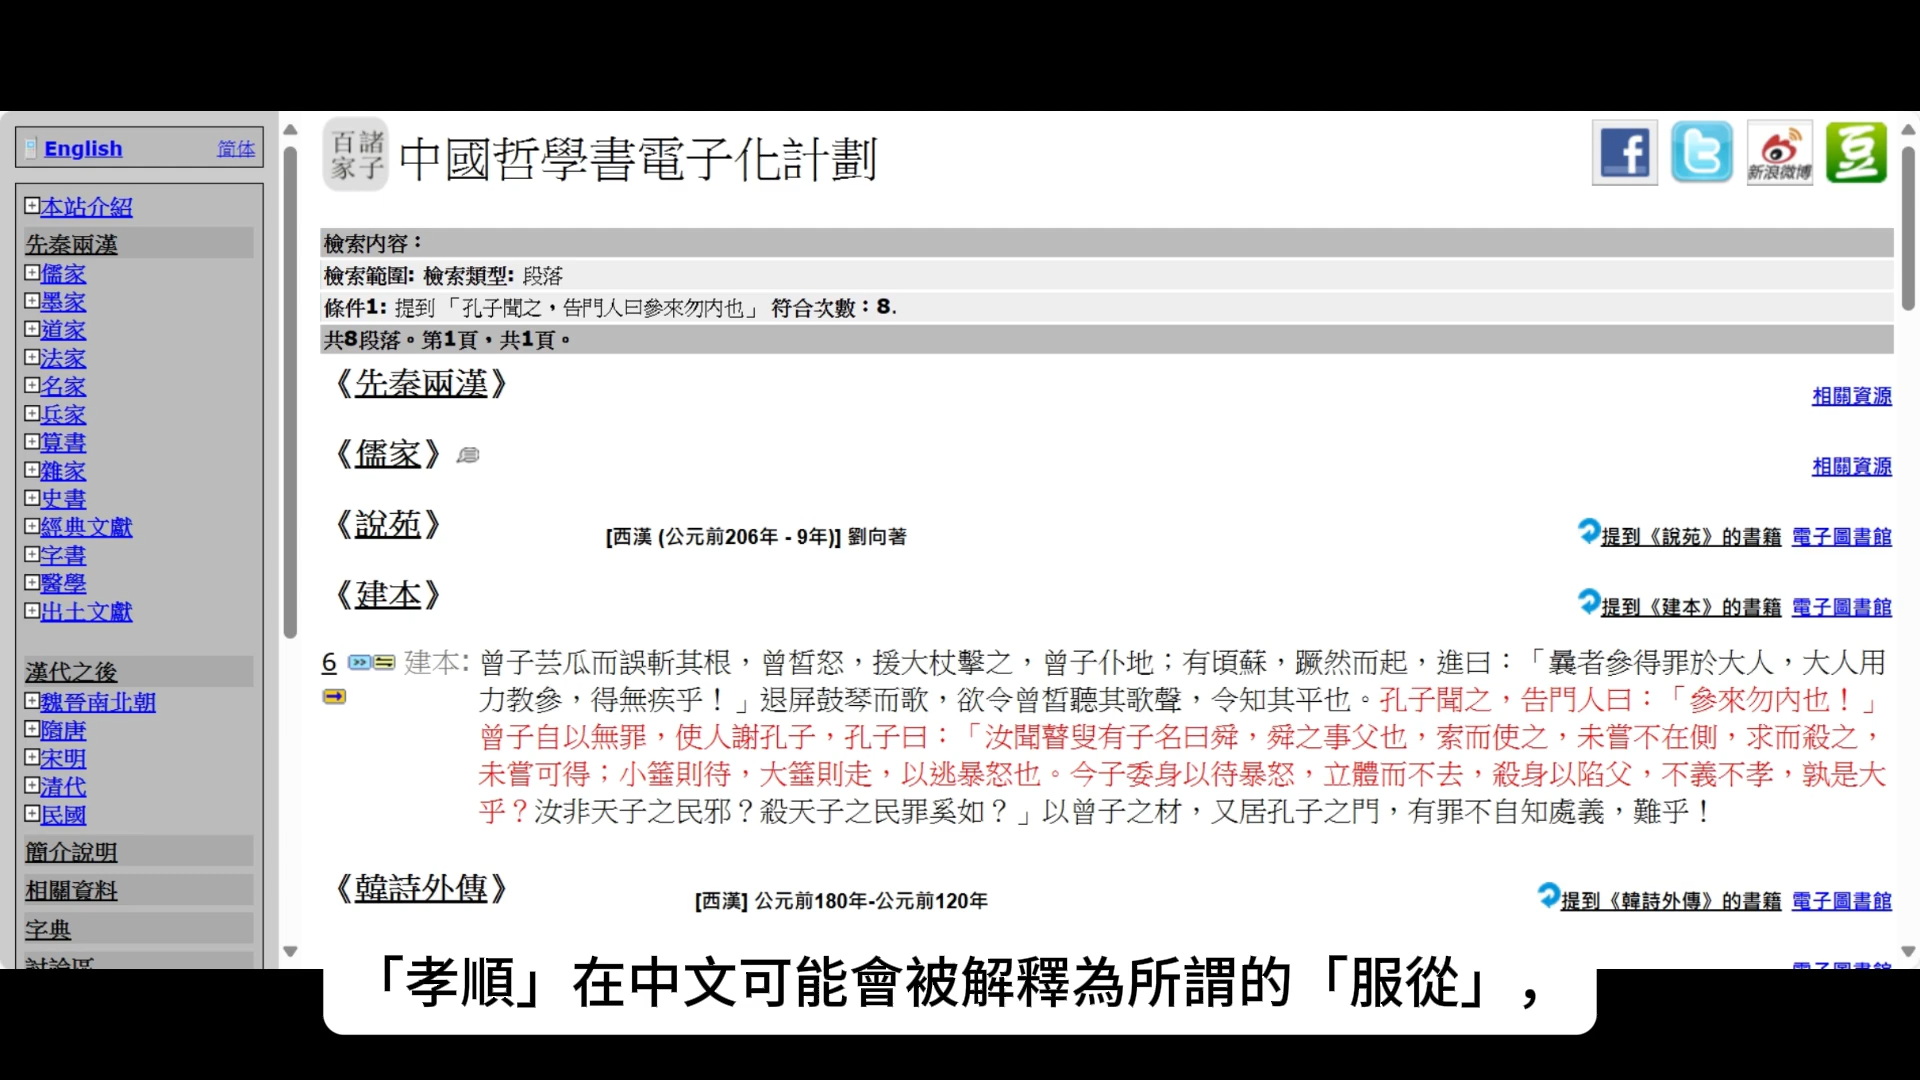 English 简体
本站介紹
先秦兩漢
儒家
墨家
道家
法家
名家
兵家
算書
雜家
史書
經典文獻
字書
醫學
出土文獻
漢代之後
魏晉南北朝
隋唐
宋明
清代
民國
簡介說明
相關資料
字典
討論區
諸子百家 中國哲學書電子化計劃
新浪微博 豆
檢索內容：
檢索範圍: 檢索類型: 段落
條件1: 提到「孔子聞之，告門人曰參來勿內也」 符合次數：8.
共8段落。第1頁，共1頁。
《先秦兩漢》 相關資源
《儒家》 相關資源
《說苑》 [西漢 (公元前206年 - 9年)] 劉向著 提到《說苑》的書籍 電子圖書館
《建本》 提到《建本》的書籍 電子圖書館
6 建本: 曾子芸瓜而誤斬其根，曾皙怒，援大杖擊之，曾子仆地；有頃蘇，蹶然而起，進曰：「曩者參得罪於大人，大人用
力教參，得無疾乎！」退屏鼓琴而歌，欲令曾皙聽其歌聲，令知其平也。孔子聞之，告門人曰：「參來勿內也！」
曾子自以無罪，使人謝孔子，孔子曰：「汝聞瞽叟有子名曰舜，舜之事父也，索而使之，未嘗不在側，求而殺之，
未嘗可得；小箠則待，大箠則走，以逃暴怒也。今子委身以待暴怒，立體而不去，殺身以陷父，不義不孝，孰是大
乎？汝非天子之民邪？殺天子之民罪奚如？」以曾子之材，又居孔子之門，有罪不自知處義，難乎！
《韓詩外傳》 [西漢] 公元前180年-公元前120年 提到《韓詩外傳》的書籍 電子圖書館
電子圖書館
「孝順」在中文可能會被解釋為所謂的「服從」，